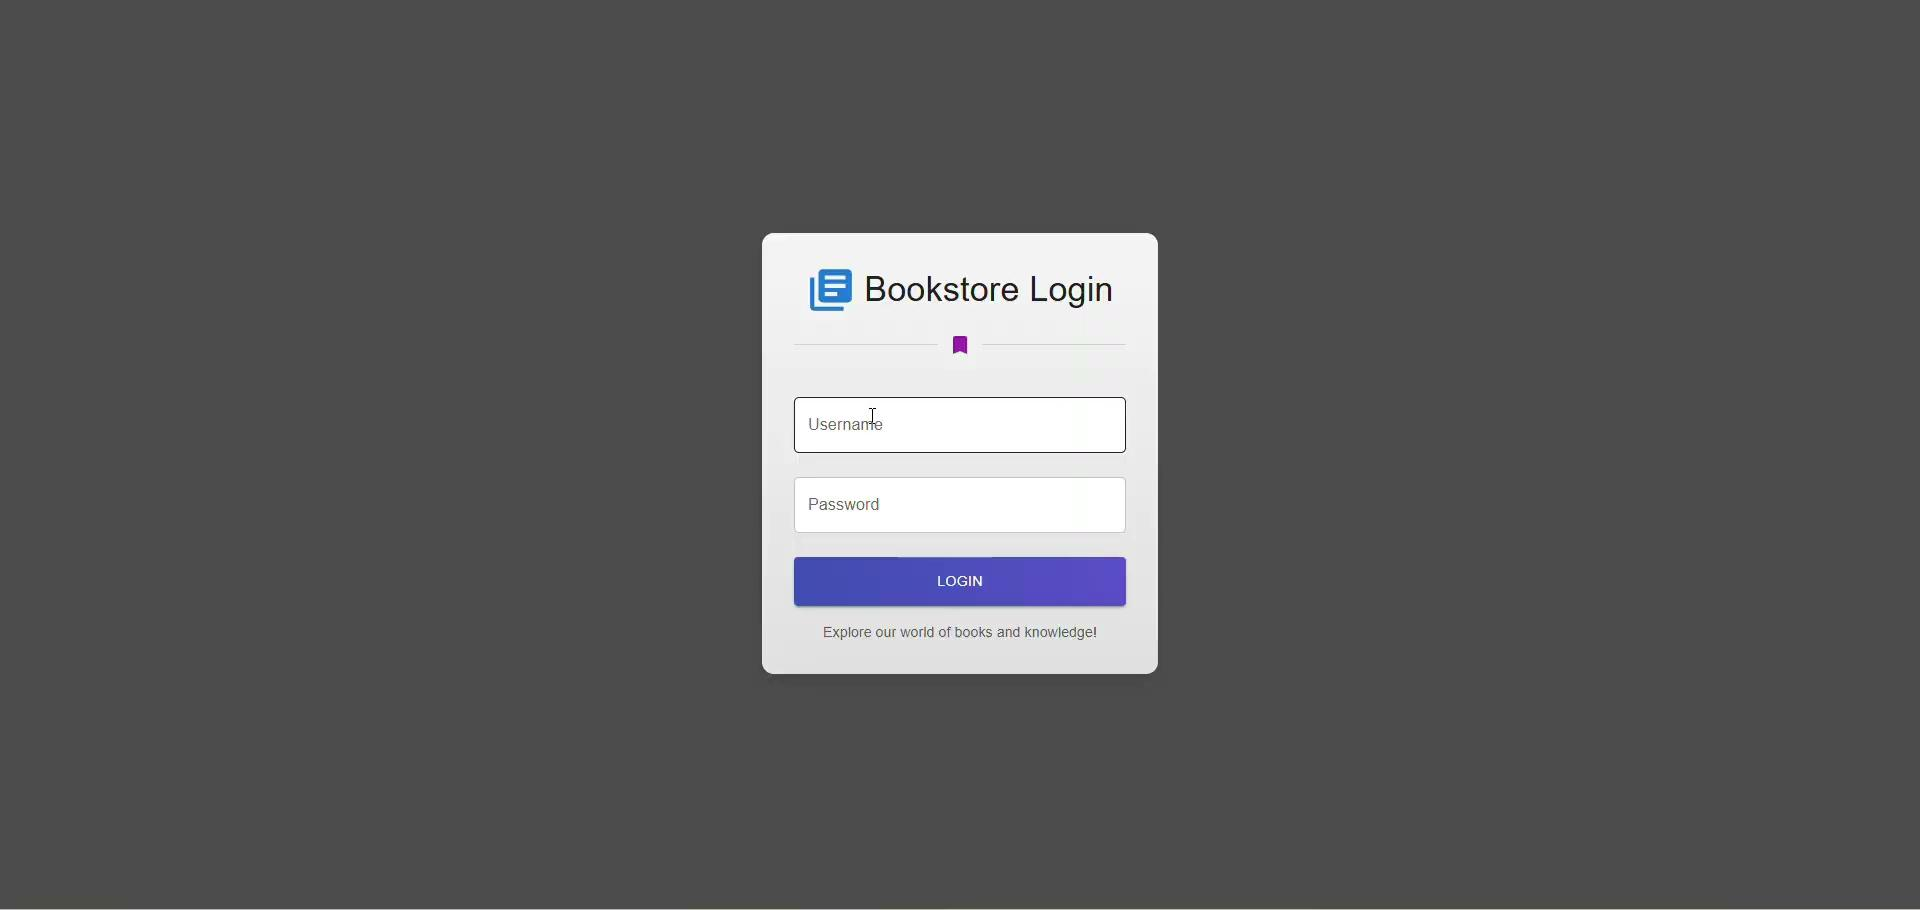 Bookstore Login
Username
Password
LOGIN
Explore our world of books and knowledge!